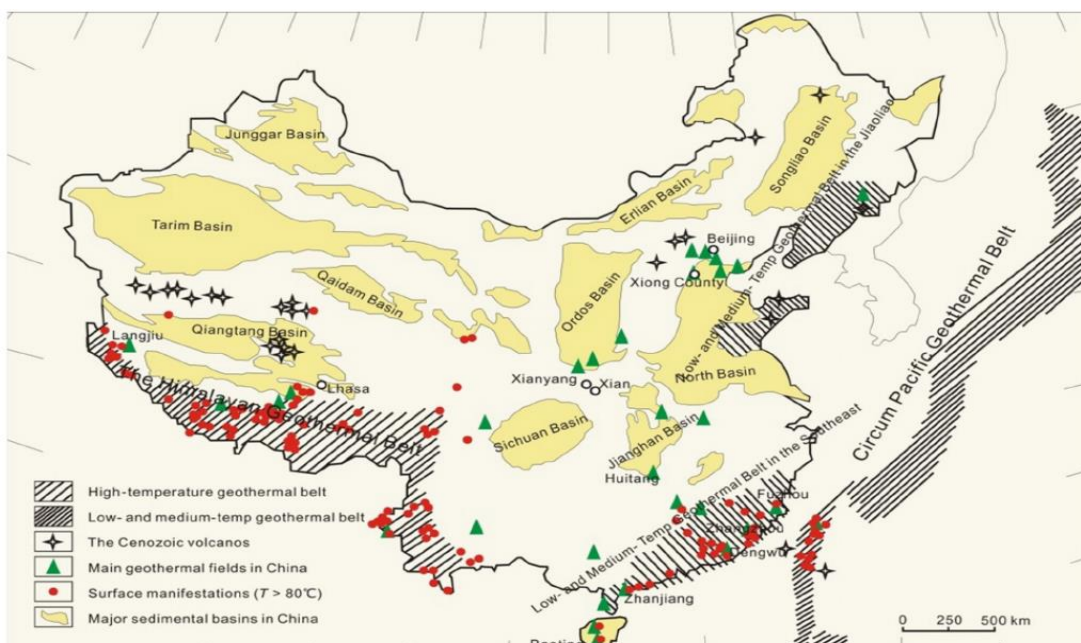 Junggar Basin
Tarim Basin
Qaidam Basin
Qiangtang Basin
Langjiu
The Himalayan Geothermal Belt
Lhasa
Erlian Basin
Songliao Basin
Low- and Medium- Temp Geothermal Belt in the Jiaoliao
Beijing
Xiong County
Ordos Basin
Circum Pacific Geothermal Belt
North Basin
Xianyang
Xian
Sichuan Basin
Jianghan Basin
Huitang
Low- and Medium- Temp Geothermal Belt in the Southeast
Fuzhou
Zhangzhou
Dengwu
Zhanjiang
High-temperature geothermal belt
Low- and medium-temp geothermal belt
The Cenozoic volcanos
Main geothermal fields in China
Surface manifestations (T > 80℃)
Major sedimentary basins in China
0 250 500 km